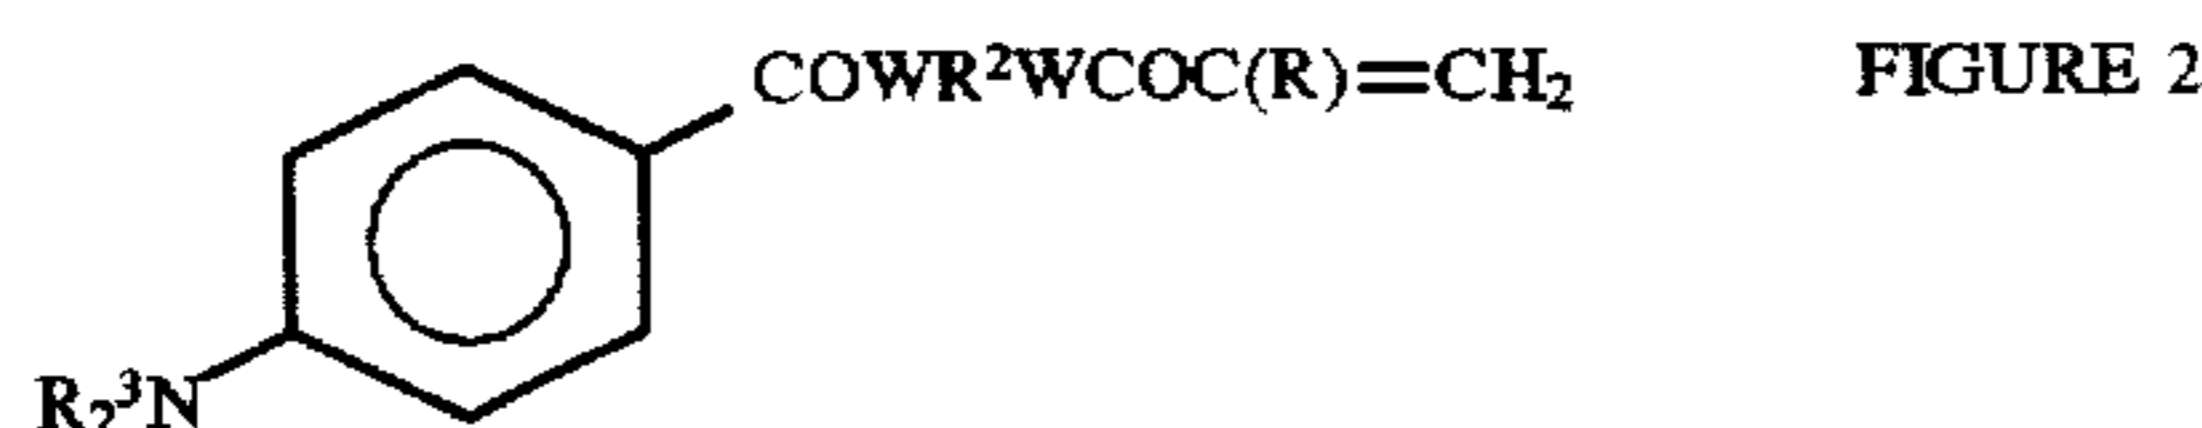 COWR²WCOC(R)=CH₂ FIGURE 2
R₂³N